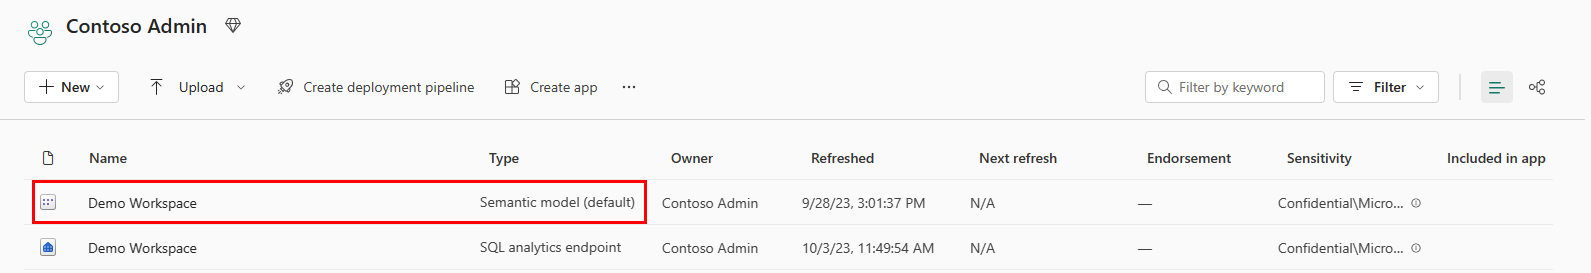 Contoso Admin
New Upload Create deployment pipeline Create app ... Filter by keyword Filter
Name Type Owner Refreshed Next refresh Endorsement Sensitivity Included in app
Demo Workspace Semantic model (default) Contoso Admin 9/28/23, 3:01:37 PM N/A — Confidential\Micro...
Demo Workspace SQL analytics endpoint Contoso Admin 10/3/23, 11:49:54 AM N/A — Confidential\Micro...